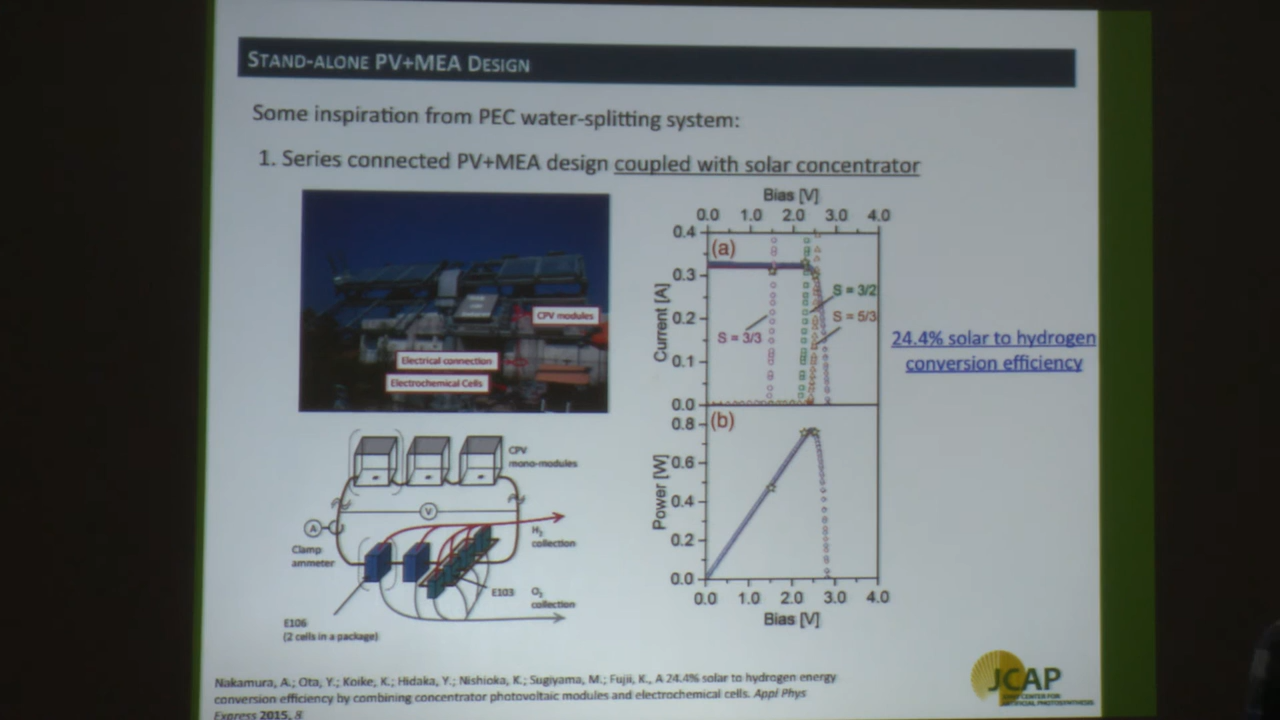 STAND-ALONE PV+MEA DESIGN
Some inspiration from PEC water-splitting system:
1. Series connected PV+MEA design coupled with solar concentrator
CPV modules
Electrical connection
Electrochemical Cells
Bias [V]
0.0 1.0 2.0 3.0 4.0
0.4
(a)
0.3
S = 3/2
0.2
S = 5/3
S = 3/3
0.1
0.0
Current [A]
24.4% solar to hydrogen
conversion efficiency
0.8
(b)
0.6
0.4
0.2
0.0
Power [W]
0.0 1.0 2.0 3.0 4.0
Bias [V]
CPV
mono-modules
V
A
Clamp
ammeter
H2
collection
E103
O2
collection
E106
(2 cells in a package)
Nakamura, A.; Ota, Y.; Koike, K.; Hidaka, Y.; Nishioka, K.; Sugiyama, M.; Fujii, K., A 24.4% solar to hydrogen energy
conversion efficiency by combining concentrator photovoltaic modules and electrochemical cells. Appl Phys
Express 2015, 8.
JCAP
JOINT CENTER FOR
ARTIFICIAL PHOTOSYNTHESIS